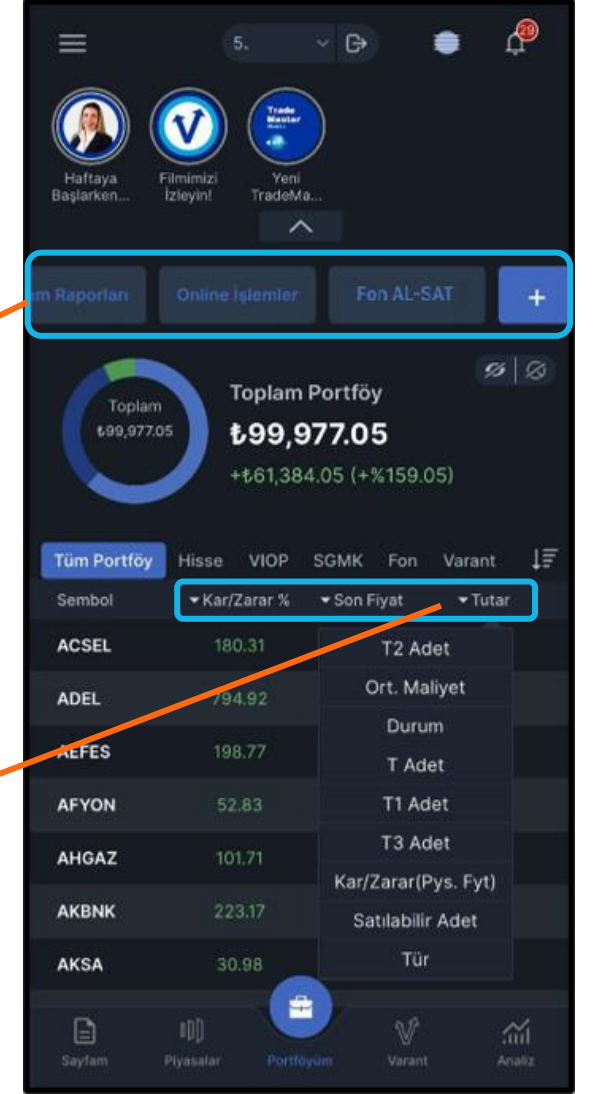 5.
29
Haftaya
Başlarken...
Filmimizi
İzleyin!
Trade
Master
Yeni
TradeMa...
em Raporları
Online İşlemler
Fon AL-SAT
+
Toplam
₺99,977.05
Toplam Portföy
₺99,977.05
+₺61,384.05 (+%159.05)
Tüm Portföy Hisse VIOP SGMK Fon Varant
Sembol Kar/Zarar % Son Fiyat Tutar
ACSEL 180.31
ADEL 794.92
AEFES 198.77
AFYON 52.83
AHGAZ 101.71
AKBNK 223.17
AKSA 30.98
T2 Adet
Ort. Maliyet
Durum
T Adet
T1 Adet
T3 Adet
Kar/Zarar(Pys. Fyt)
Satılabilir Adet
Tür
Sayfam Piyasalar Portföyüm Varant Analiz